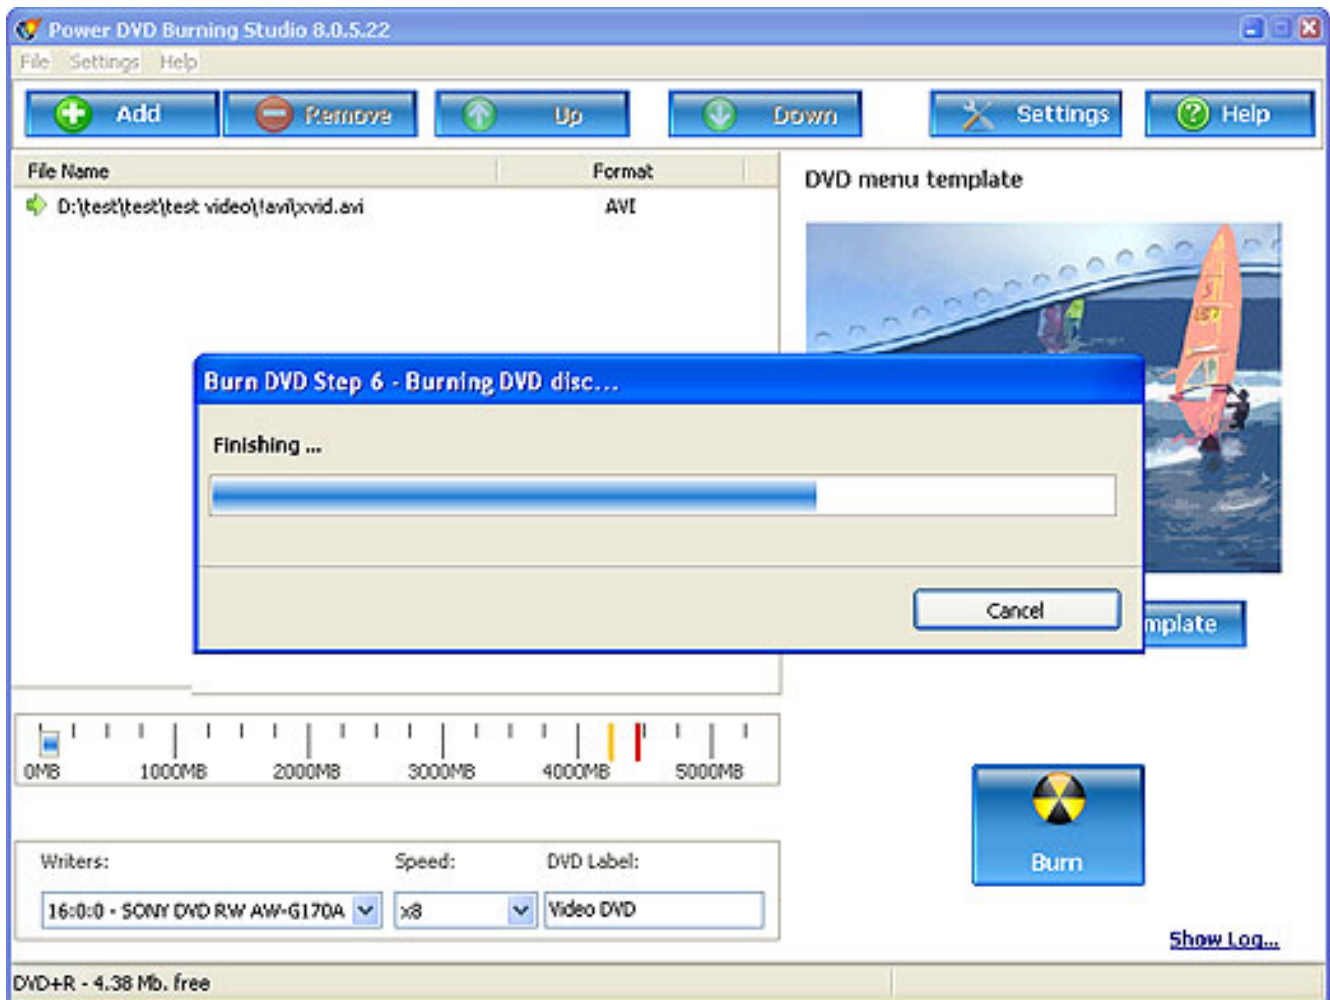 Power DVD Burning Studio 8.0.5.22
File Settings Help
Add Remove Up Down Settings Help
File Name Format
D:\test\test\test video\!avi\xvid.avi AVI
DVD menu template
Burn DVD Step 6 - Burning DVD disc...
Finishing ...
Cancel
mplate
0MB 1000MB 2000MB 3000MB 4000MB 5000MB
Writers: Speed: DVD Label:
16:0:0 - SONY DVD RW AW-G170A x8 Video DVD
Burn
Show Log...
DVD+R - 4.38 Mb. free